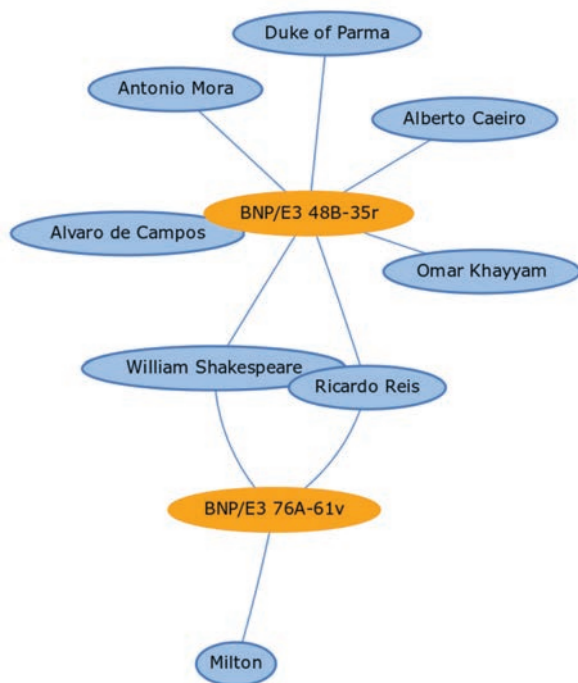 Duke of Parma
Antonio Mora
Alberto Caeiro
BNP/E3 48B-35r
Alvaro de Campos
Omar Khayyam
William Shakespeare
Ricardo Reis
BNP/E3 76A-61v
Milton